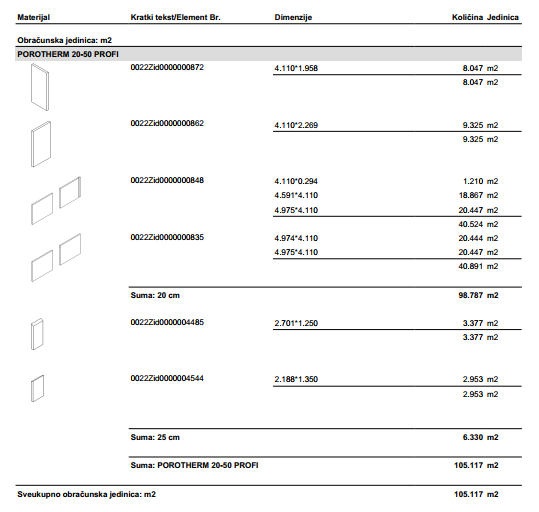 Materijal Kratki tekst/Element Br. Dimenzije Količina Jedinica
Obračunska jedinica: m2
POROTHERM 20-50 PROFI
0022Zid0000000872 4.110*1.958 8.047 m2
8.047 m2
0022Zid0000000862 4.110*2.269 9.325 m2
9.325 m2
0022Zid0000000848 4.110*0.294 1.210 m2
4.591*4.110 18.867 m2
4.975*4.110 20.447 m2
40.524 m2
0022Zid0000000835 4.974*4.110 20.444 m2
4.975*4.110 20.447 m2
40.891 m2
Suma: 20 cm 98.787 m2
0022Zid0000004485 2.701*1.250 3.377 m2
3.377 m2
0022Zid0000004544 2.188*1.350 2.953 m2
2.953 m2
Suma: 25 cm 6.330 m2
Suma: POROTHERM 20-50 PROFI 105.117 m2
Sveukupno obračunska jedinica: m2 105.117 m2